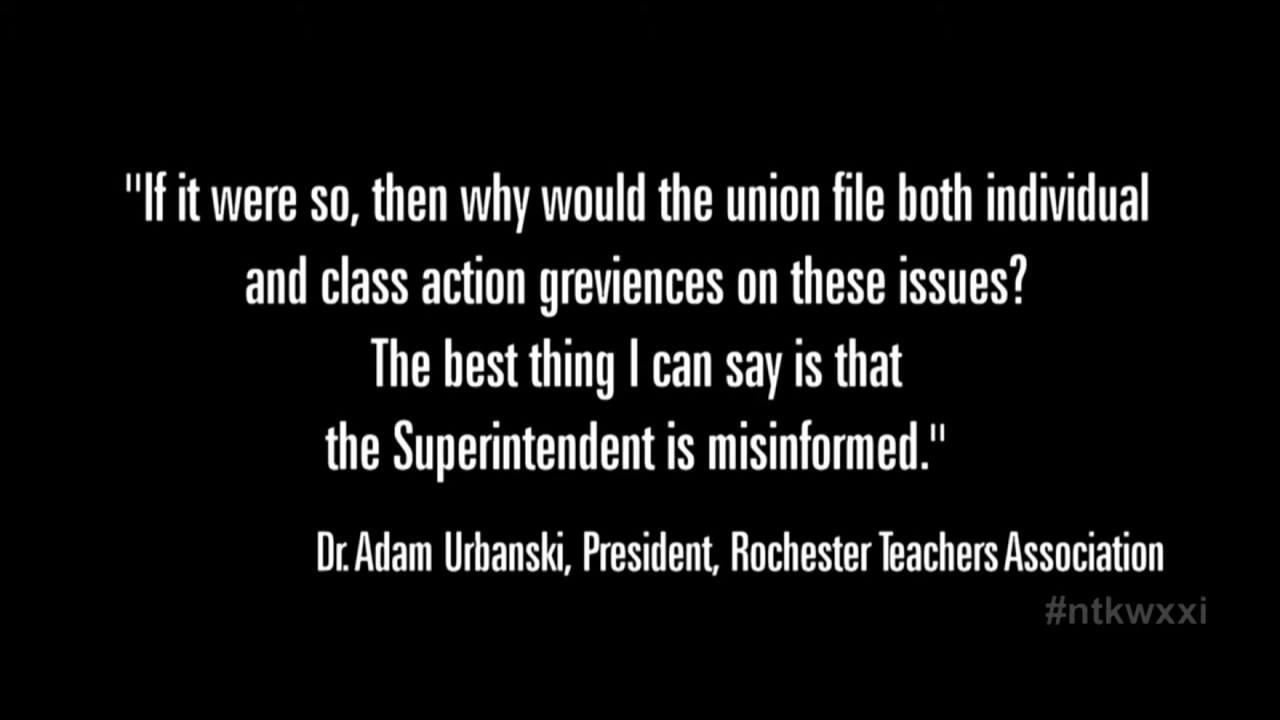 "If it were so, then why would the union file both individual
and class action greviences on these issues?
The best thing I can say is that
the Superintendent is misinformed."
Dr. Adam Urbanski, President, Rochester Teachers Association
#ntkwxxi